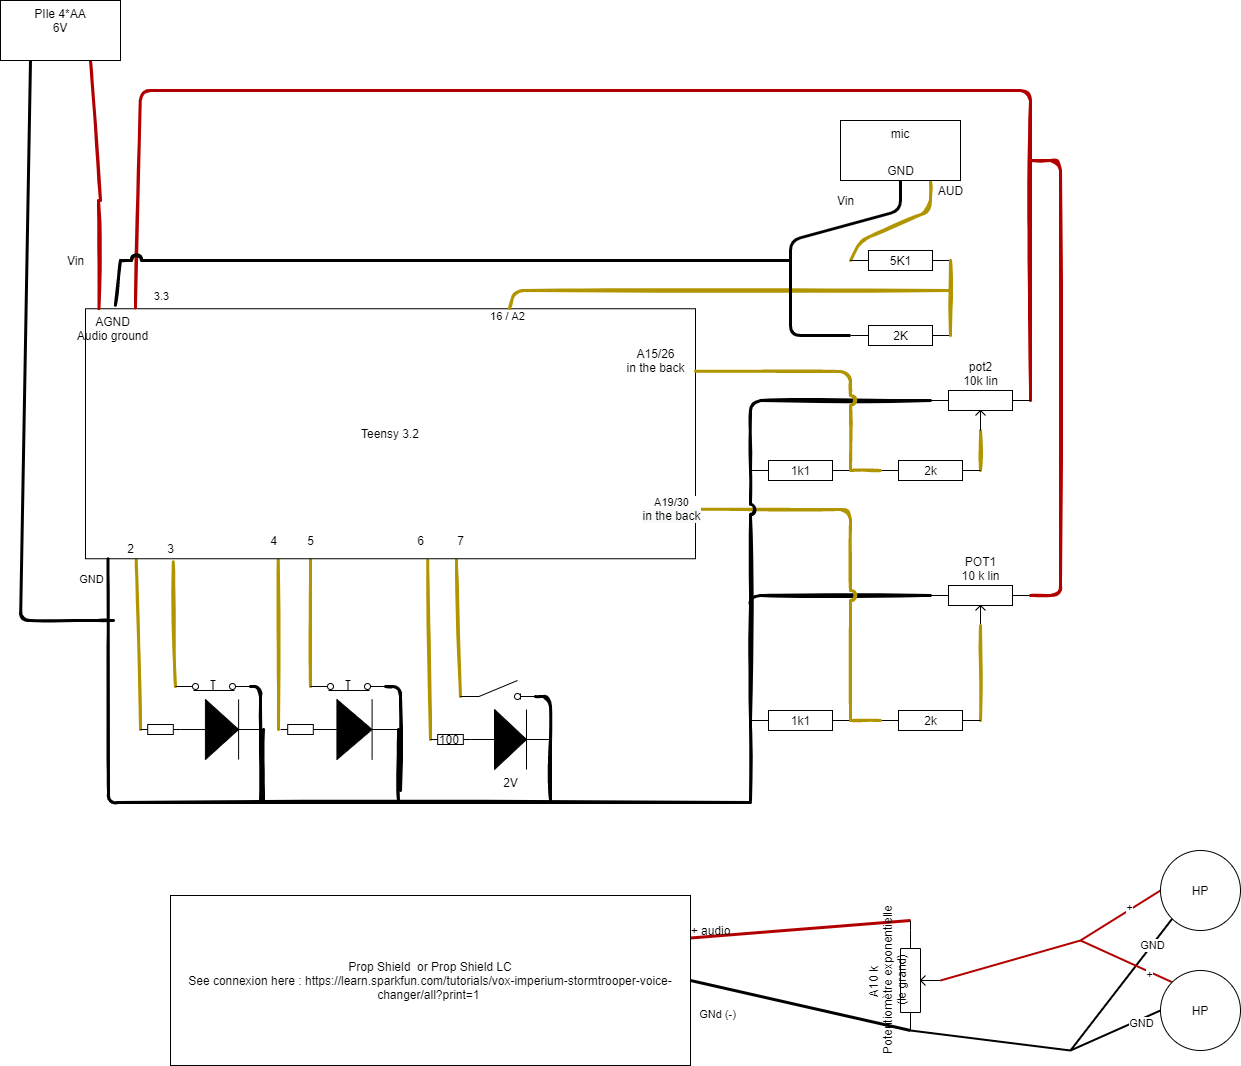 PIle 4*AA
6V
mic
GND
Vin
AUD
Vin
5K1
3.3
AGND
Audio ground
16 / A2
2K
A15/26
in the back
pot2
10k lin
Teensy 3.2
1k1
2k
A19/30
in the back
2
3
4
5
6
7
GND
POT1
10 k lin
T
T
1k1
2k
100
2V
HP
+
+ audio
GND
Prop Shield  or Prop Shield LC
See connexion here : https://learn.sparkfun.com/tutorials/vox-imperium-stormtrooper-voice-
changer/all?print=1
A10 k
Potentiomètre exponentielle
(le grand)
+
HP
GNd (-)
GND